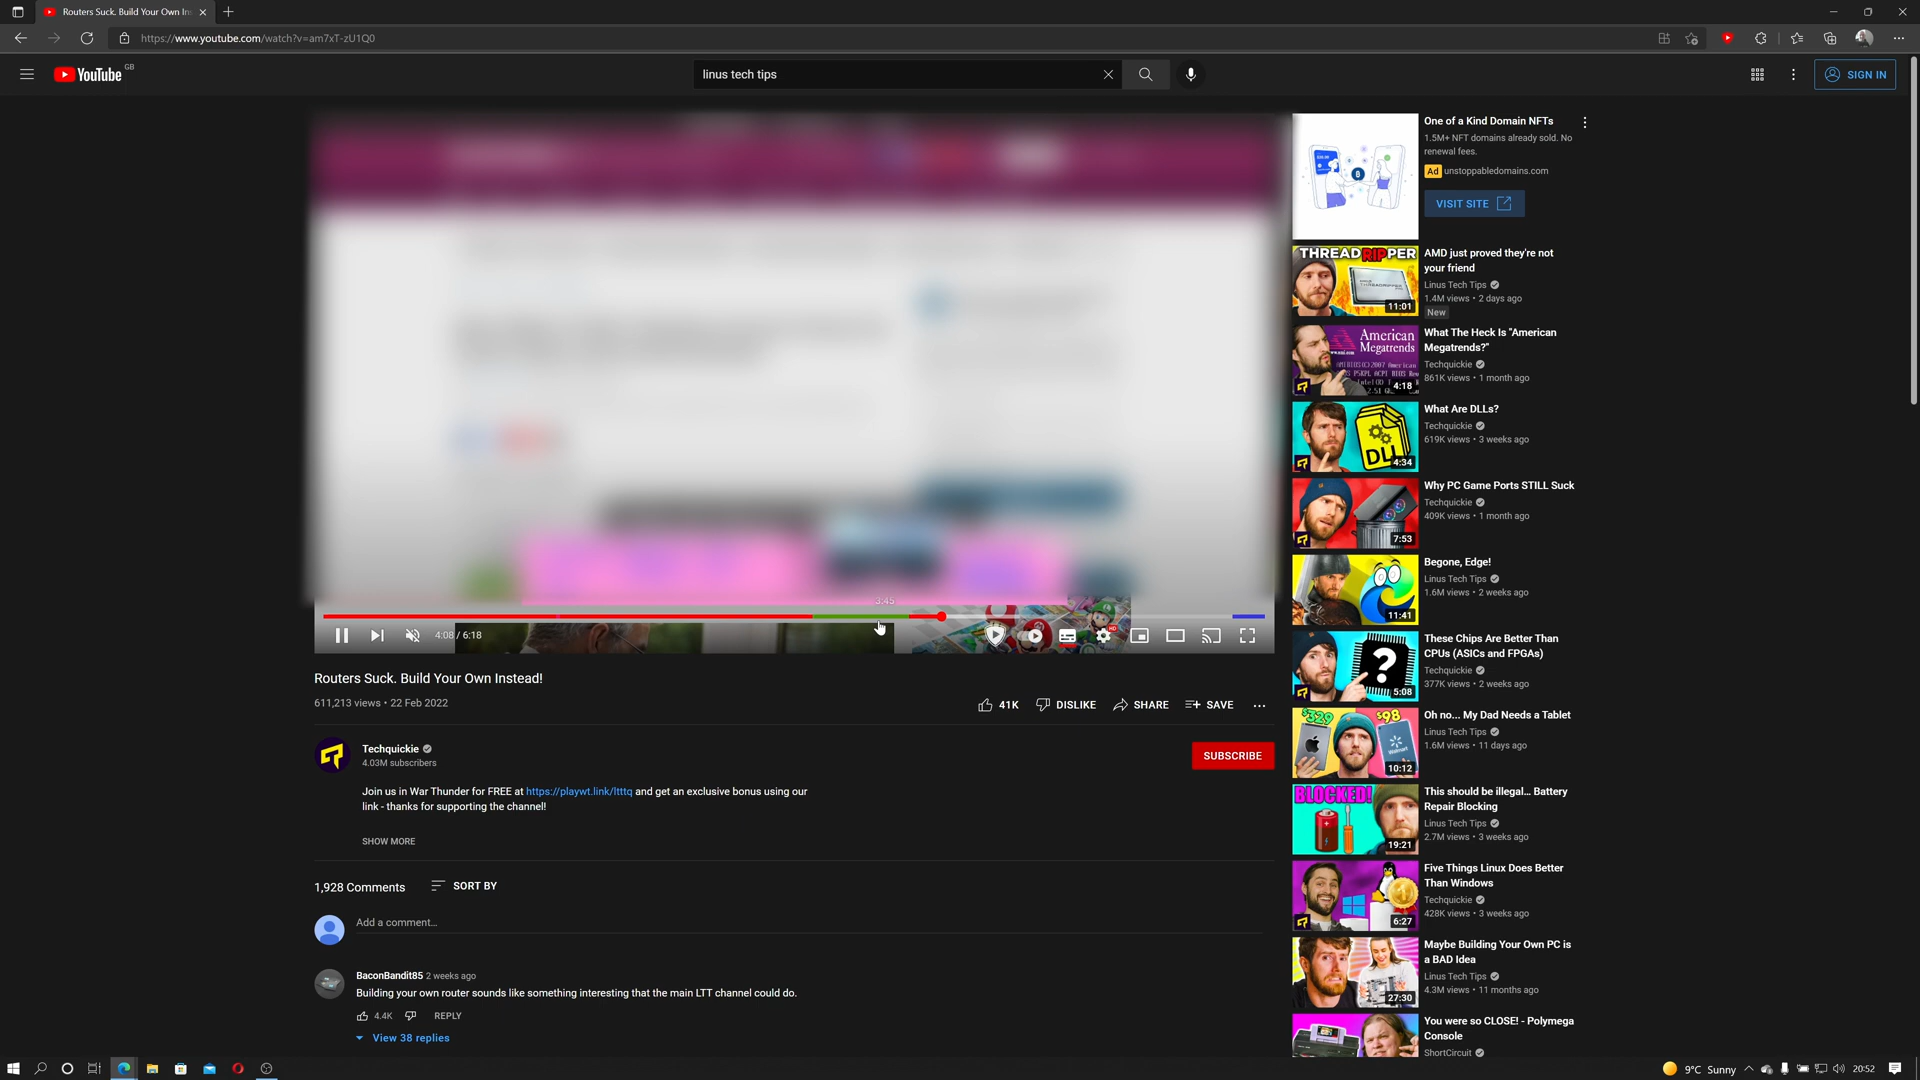 Routers Suck. Build Your Own In
https://www.youtube.com/watch?v=am7xT-zU1Q0
YouTube GB
linus tech tips
SIGN IN
3:45
4:08 / 6:18
HD
Routers Suck. Build Your Own Instead!
611,213 views • 22 Feb 2022
41K
DISLIKE
SHARE
SAVE
Techquickie
4.03M subscribers
SUBSCRIBE
Join us in War Thunder for FREE at https://playwt.link/ltttq and get an exclusive bonus using our
link - thanks for supporting the channel!
SHOW MORE
1,928 Comments
SORT BY
Add a comment...
BaconBandit85 2 weeks ago
Building your own router sounds like something interesting that the main LTT channel could do.
4.4K
REPLY
View 38 replies
One of a Kind Domain NFTs
1.5M+ NFT domains already sold. No
renewal fees.
Ad unstoppabledomains.com
VISIT SITE
THREADRIPPER
11:01
AMD just proved they're not
your friend
Linus Tech Tips
1.4M views • 2 days ago
New
American
Megatrends
4:18
What The Heck Is "American
Megatrends?"
Techquickie
861K views • 1 month ago
DLL
4:34
What Are DLLs?
Techquickie
619K views • 3 weeks ago
7:53
Why PC Game Ports STILL Suck
Techquickie
409K views • 1 month ago
11:41
Begone, Edge!
Linus Tech Tips
1.6M views • 2 weeks ago
?
5:08
These Chips Are Better Than
CPUs (ASICs and FPGAs)
Techquickie
377K views • 2 weeks ago
$329 $98
Walmart
10:12
Oh no... My Dad Needs a Tablet
Linus Tech Tips
1.6M views • 11 days ago
BLOCKED!
19:21
This should be illegal... Battery
Repair Blocking
Linus Tech Tips
2.7M views • 3 weeks ago
6:27
Five Things Linux Does Better
Than Windows
Techquickie
428K views • 3 weeks ago
27:30
Maybe Building Your Own PC is
a BAD Idea
Linus Tech Tips
4.3M views • 11 months ago
You were so CLOSE! - Polymega
Console
ShortCircuit
9°C Sunny
20:52